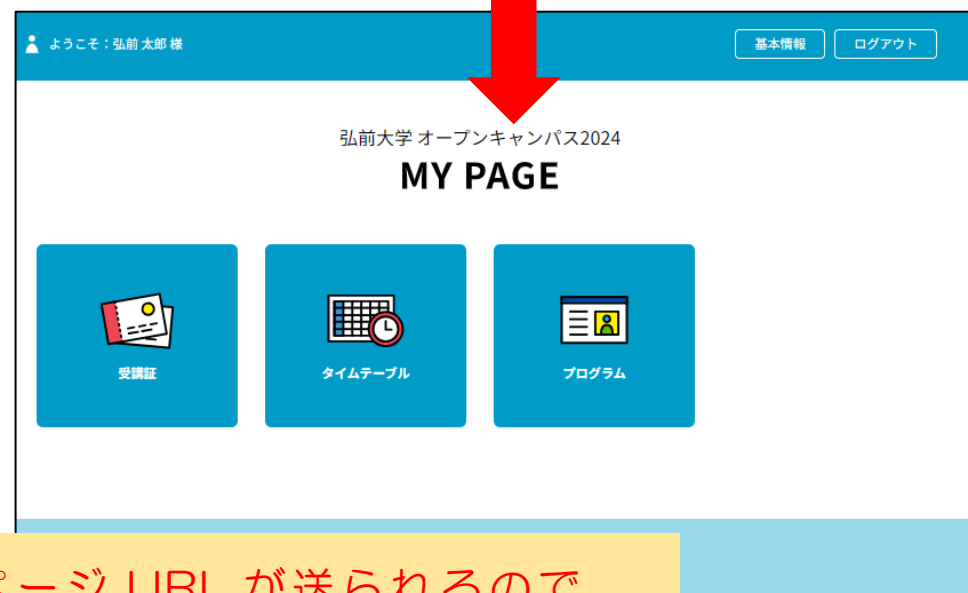 ようこそ：弘前 太郎 様
基本情報
ログアウト
弘前大学 オープンキャンパス2024
MY PAGE
受講証
タイムテーブル
プログラム
ページ URL が送られるので